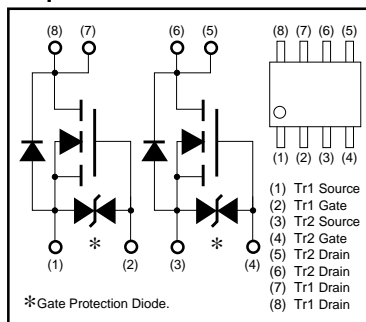 (8) (7) (6) (5) (8) (7) (6) (5)
(1) (2) (3) (4)
* *
(1) (2) (3) (4)
(1) Tr1 Source
(2) Tr1 Gate
(3) Tr2 Source
(4) Tr2 Gate
(5) Tr2 Drain
(6) Tr2 Drain
(7) Tr1 Drain
(8) Tr1 Drain
*Gate Protection Diode.